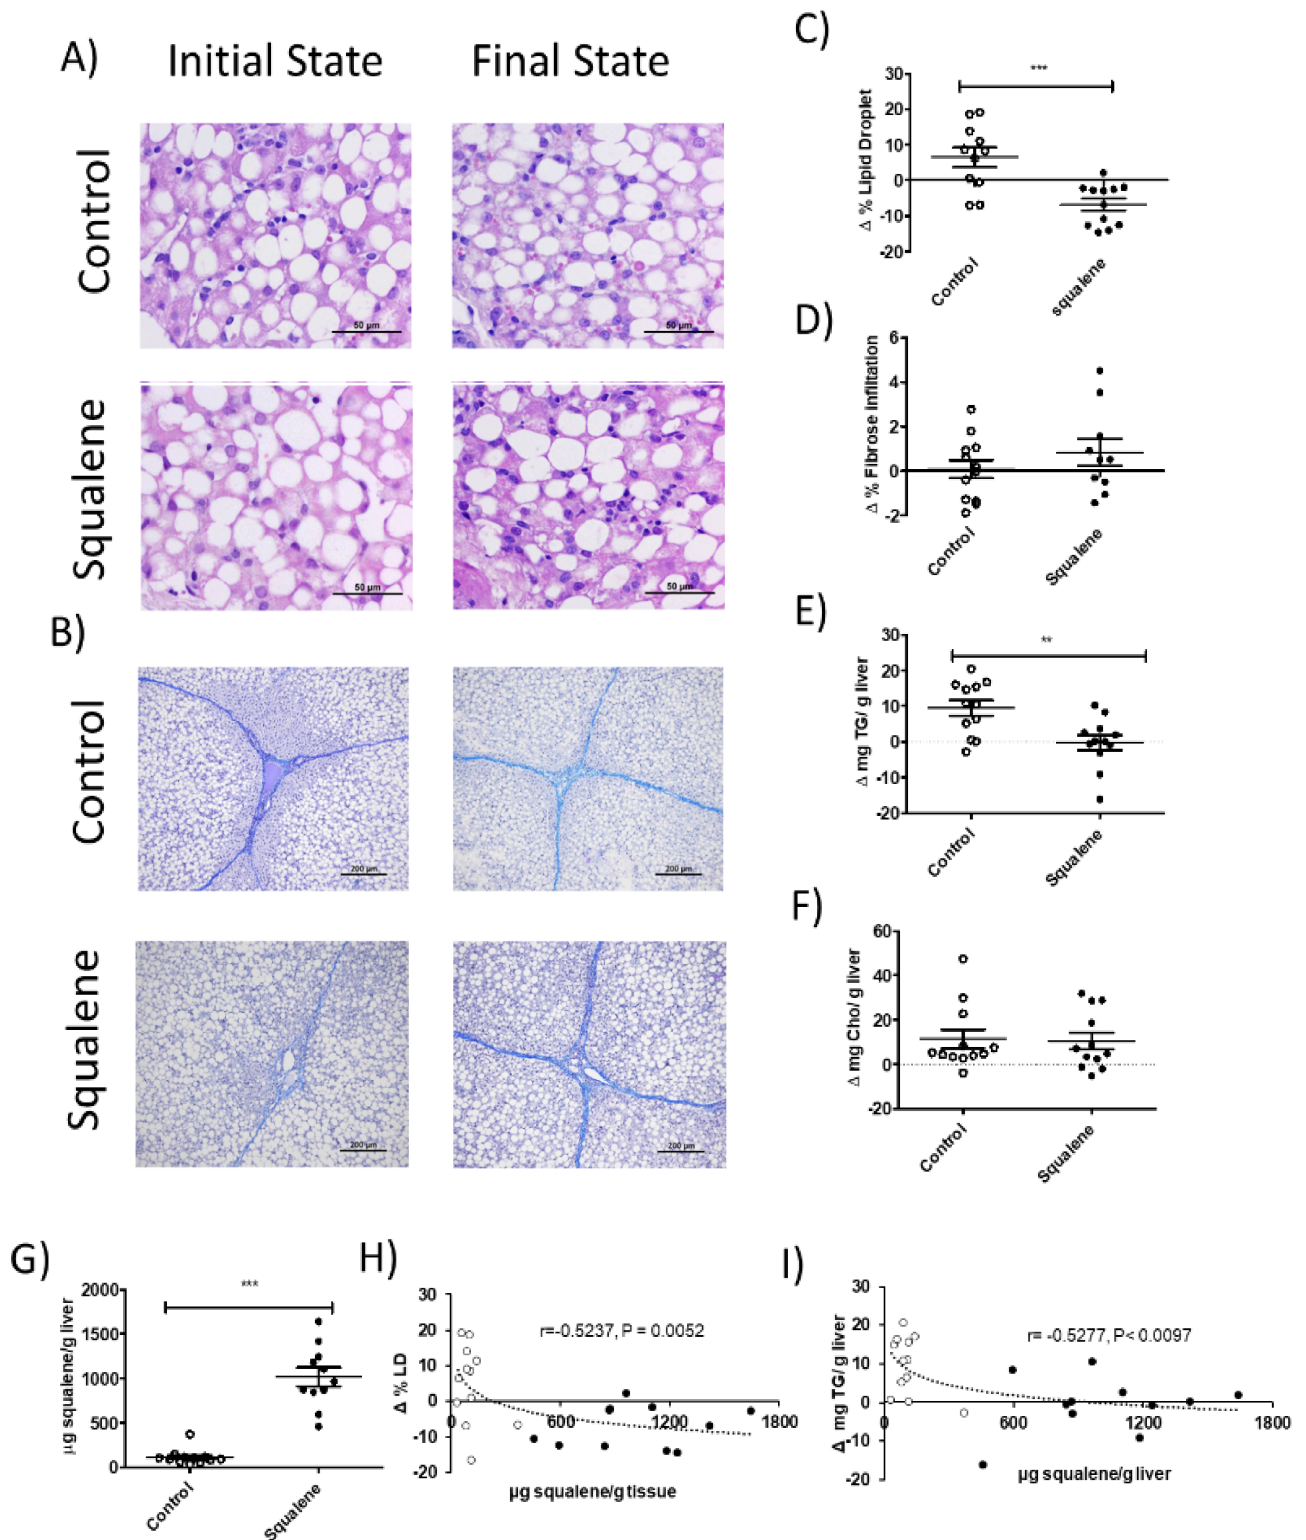 A)
Initial State
Final State
Control
50 µm
50 µm
Squalene
50 µm
50 µm
B)
Control
200 µm
200 µm
Squalene
200 µm
200 µm
C)
***
30
20
10
0
-10
-20
Δ % Lipid Droplet
Control
squalene
D)
6
4
2
0
-2
Δ % Fibrose infiltation
Control
Squalene
E)
**
30
20
10
0
-10
-20
Δ mg TG/ g liver
Control
Squalene
F)
60
40
20
0
-20
Δ mg Cho/ g liver
Control
Squalene
G)
***
2000
1500
1000
500
0
µg squalene/g liver
Control
Squalene
H)
30
20
10
0
-10
-20
Δ % LD
r=-0.5237, P = 0.0052
0 600 1200 1800
µg squalene/g tissue
I)
30
20
10
0
-10
-20
Δ mg TG/ g liver
r= -0.5277, P< 0.0097
0 600 1200 1800
µg squalene/g liver